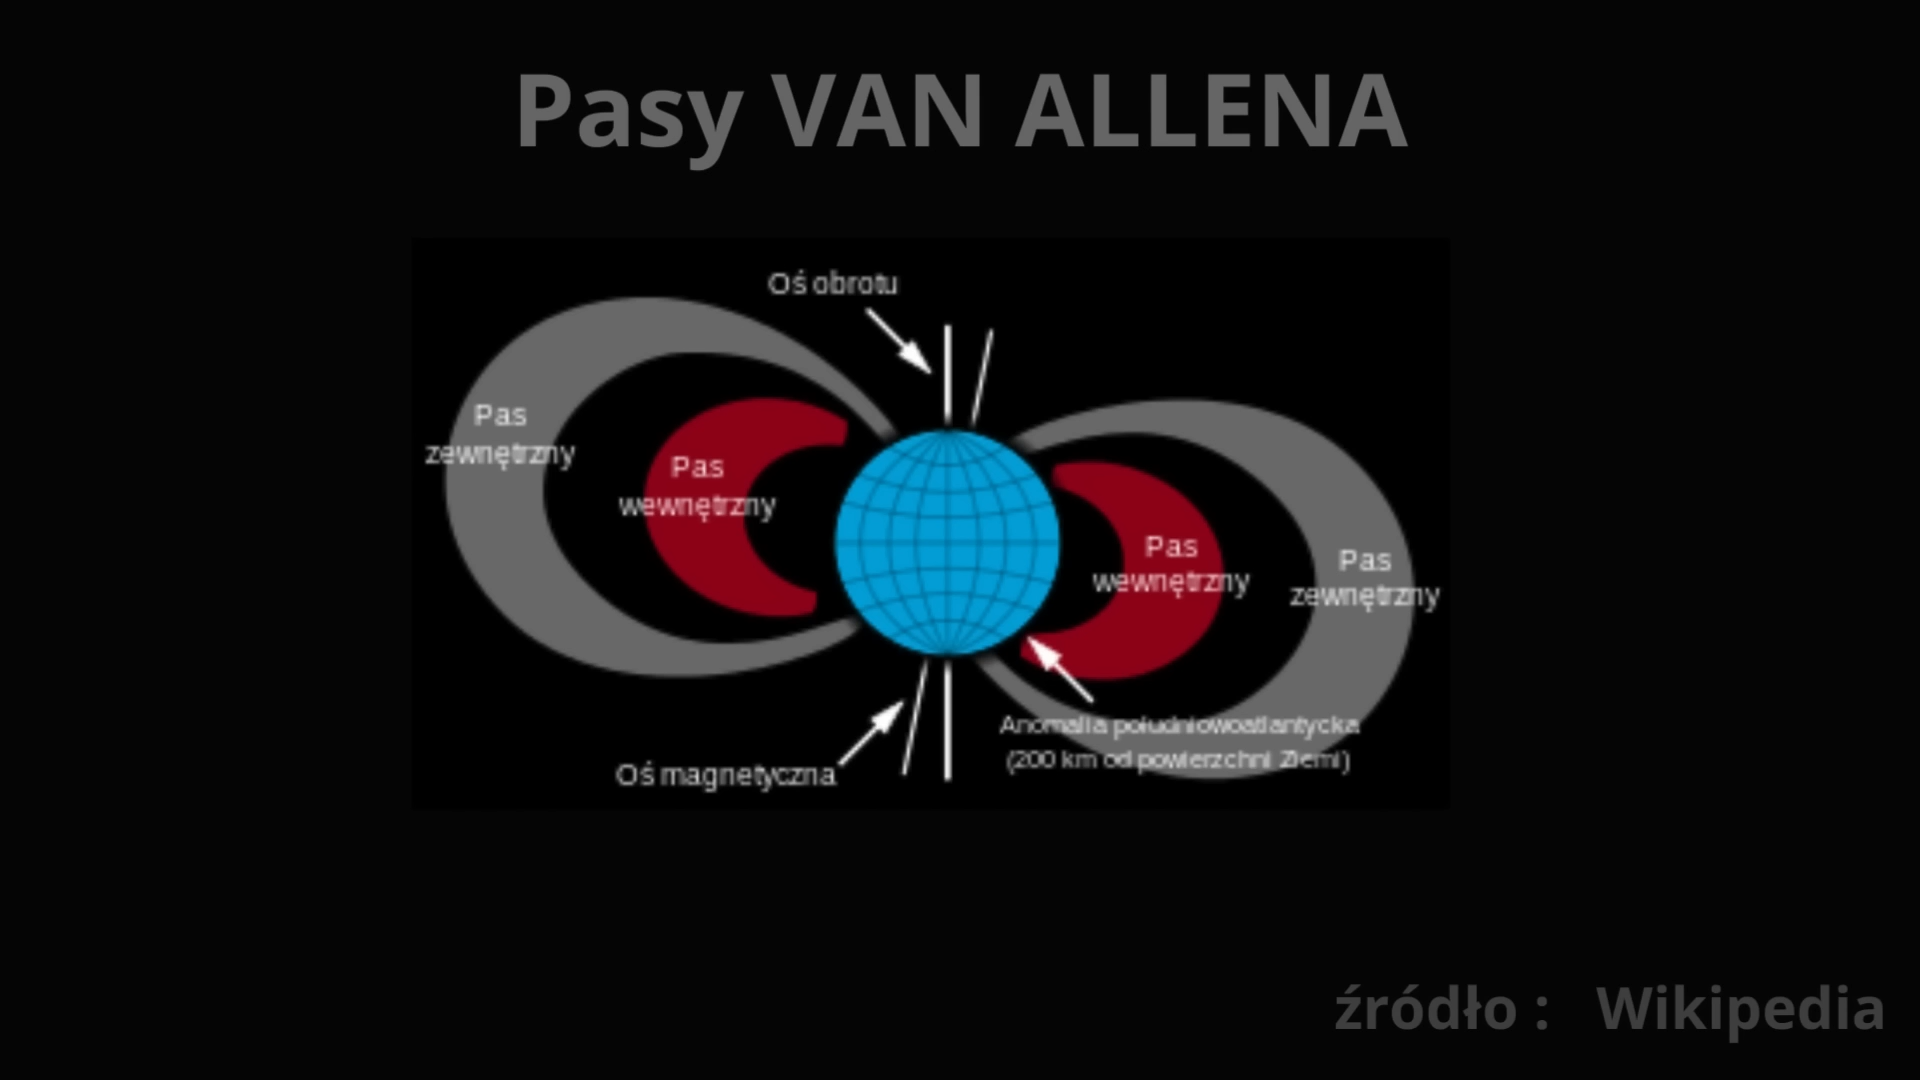 Pasy VAN ALLENA
Oś obrotu
Pas
zewnętrzny
Pas
wewnętrzny
Pas
wewnętrzny
Pas
zewnętrzny
Anomalia południowoatlantycka
(200 km od powierzchni Ziemi)
Oś magnetyczna
źródło : Wikipedia